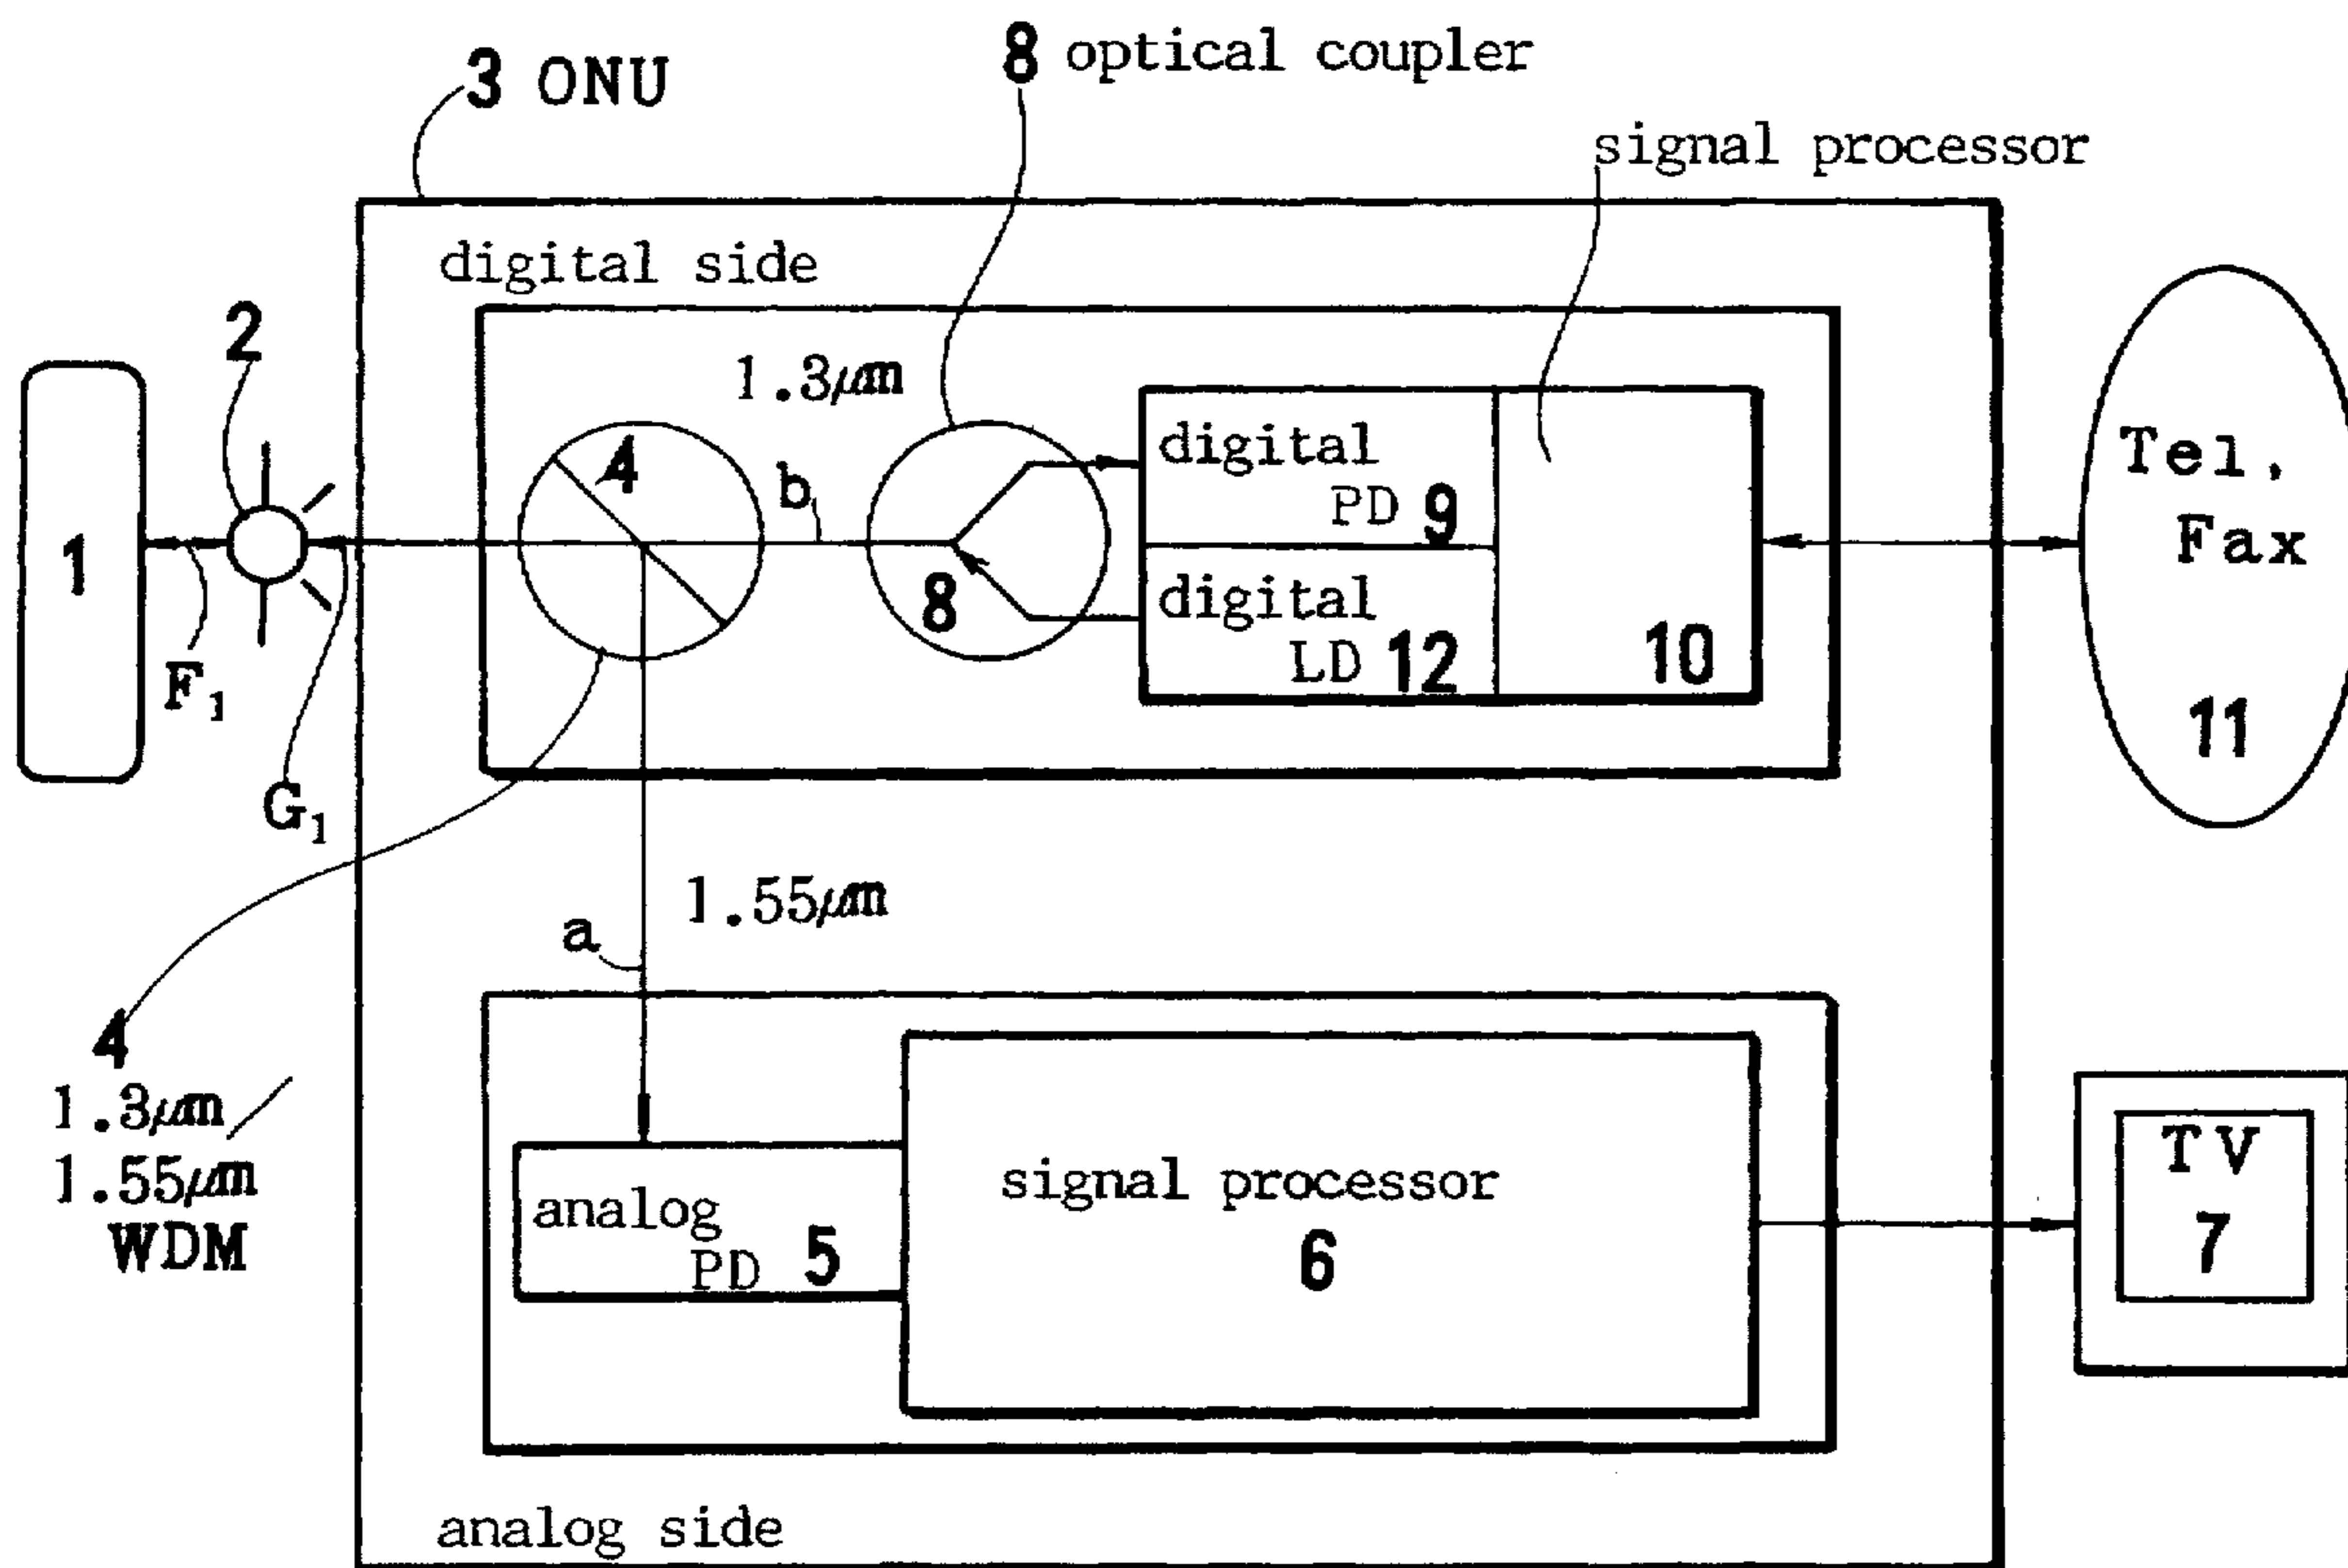 3 ONU
8 optical coupler
signal processor
digital side
2
1.3μm
4
b
digital
PD 9
Tel.
Fax
1
8
digital
LD 12
10
11
F1
G1
1.55μm
a
4
1.3μm/
1.55μm
WDM
analog
PD 5
signal processor
6
TV
7
analog side